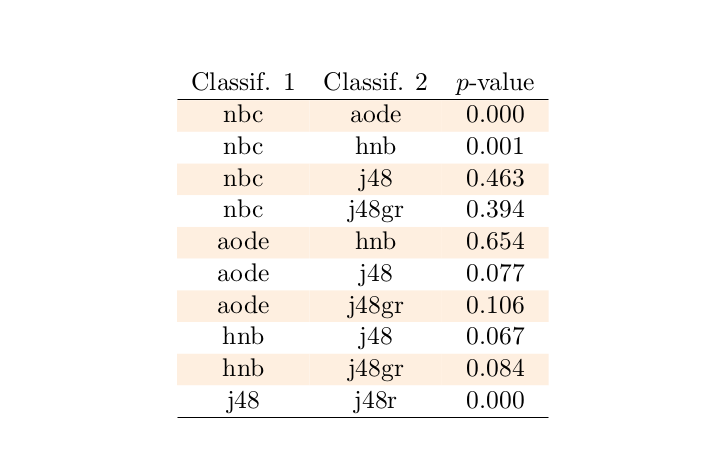 Classif. 1 Classif. 2 p-value
nbc aode 0.000
nbc hnb 0.001
nbc j48 0.463
nbc j48gr 0.394
aode hnb 0.654
aode j48 0.077
aode j48gr 0.106
hnb j48 0.067
hnb j48gr 0.084
j48 j48r 0.000